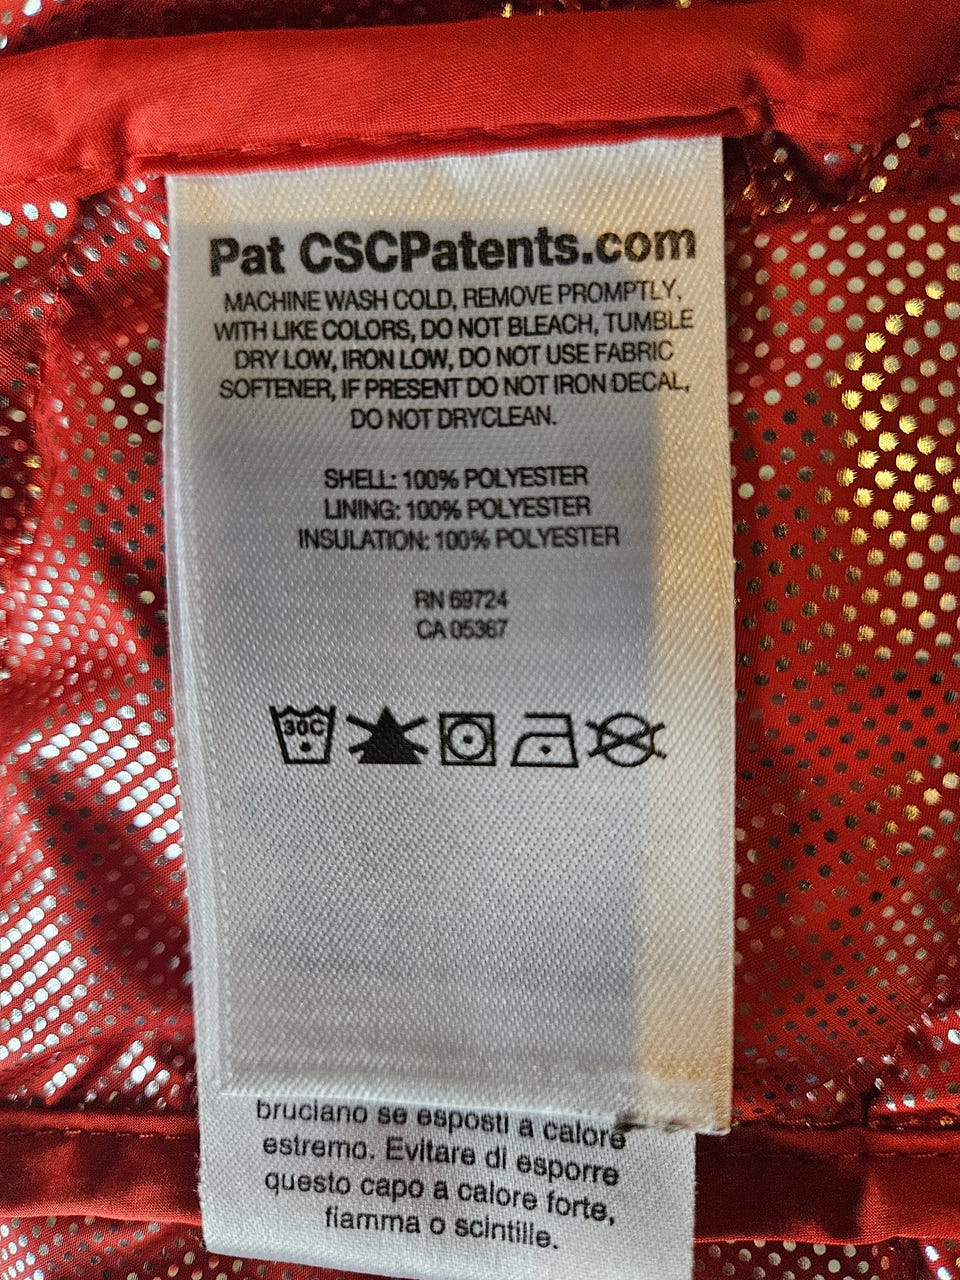 Pat CSCPatents.com
MACHINE WASH COLD, REMOVE PROMPTLY,
WITH LIKE COLORS, DO NOT BLEACH, TUMBLE
DRY LOW, IRON LOW, DO NOT USE FABRIC
SOFTENER, IF PRESENT DO NOT IRON DECAL,
DO NOT DRYCLEAN.
SHELL: 100% POLYESTER
LINING: 100% POLYESTER
INSULATION: 100% POLYESTER
RN 69724
CA 05367
30C
bruciano se esposti a calore
estremo. Evitare di esporre
questo capo a calore forte,
fiamma o scintille.